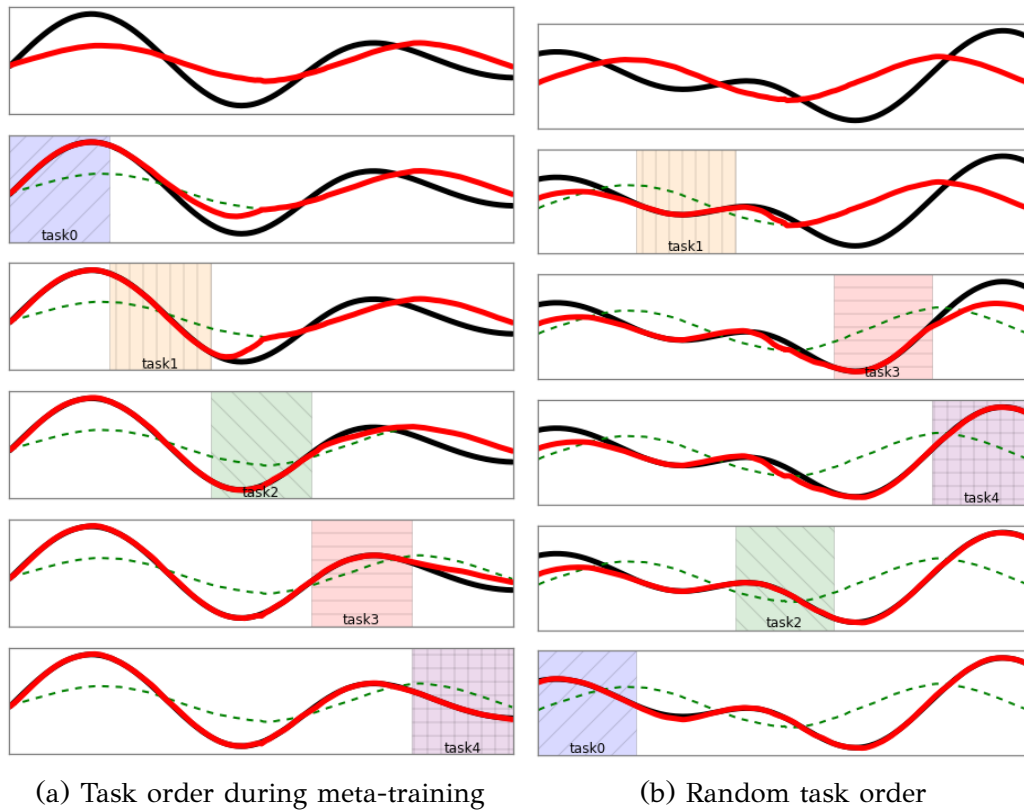 task0
task1
task2
task3
task4
(a) Task order during meta-training
task1
task3
task4
task2
task0
(b) Random task order